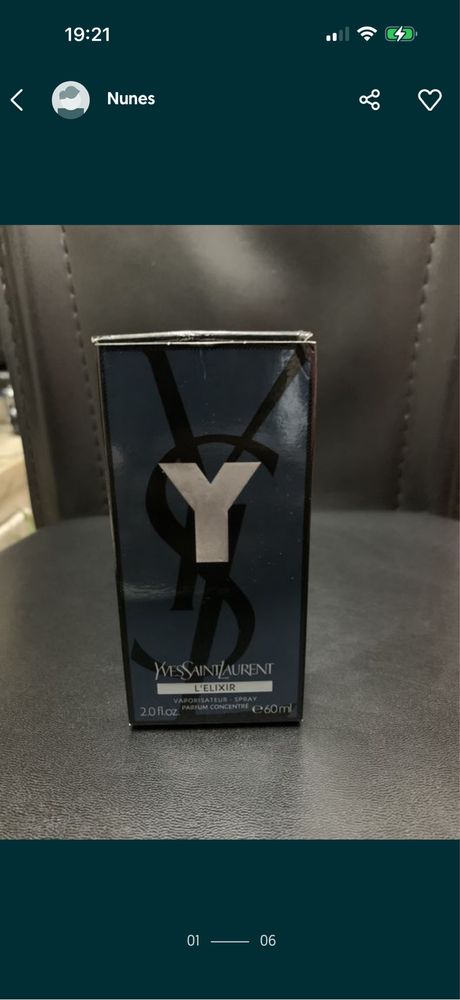 19:21
Nunes
Y
YVESSAINTLAURENT
L'ELIXIR
VAPORISATEUR - SPRAY
2.0 fl.oz. PARFUM CONCENTRÉ e60ml
01 06